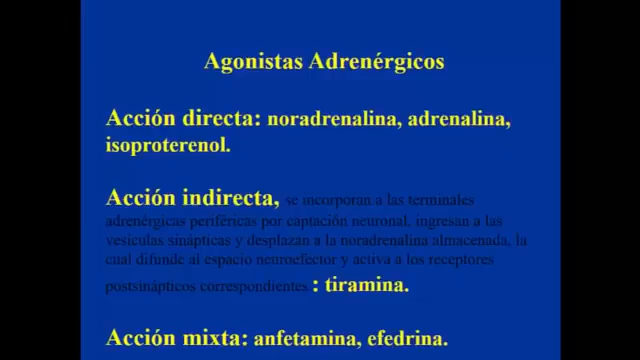 Agonistas Adrenérgicos
Acción directa: noradrenalina, adrenalina,
isoproterenol.
Acción indirecta, se incorporan a las terminales
adrenérgicas periféricas por captación neuronal, ingresan a las
vesículas sinápticas y desplazan a la noradrenalina almacenada, la
cual difunde al espacio neuroefector y activa a los receptores
postsinápticos correspondientes : tiramina.
Acción mixta: anfetamina, efedrina.